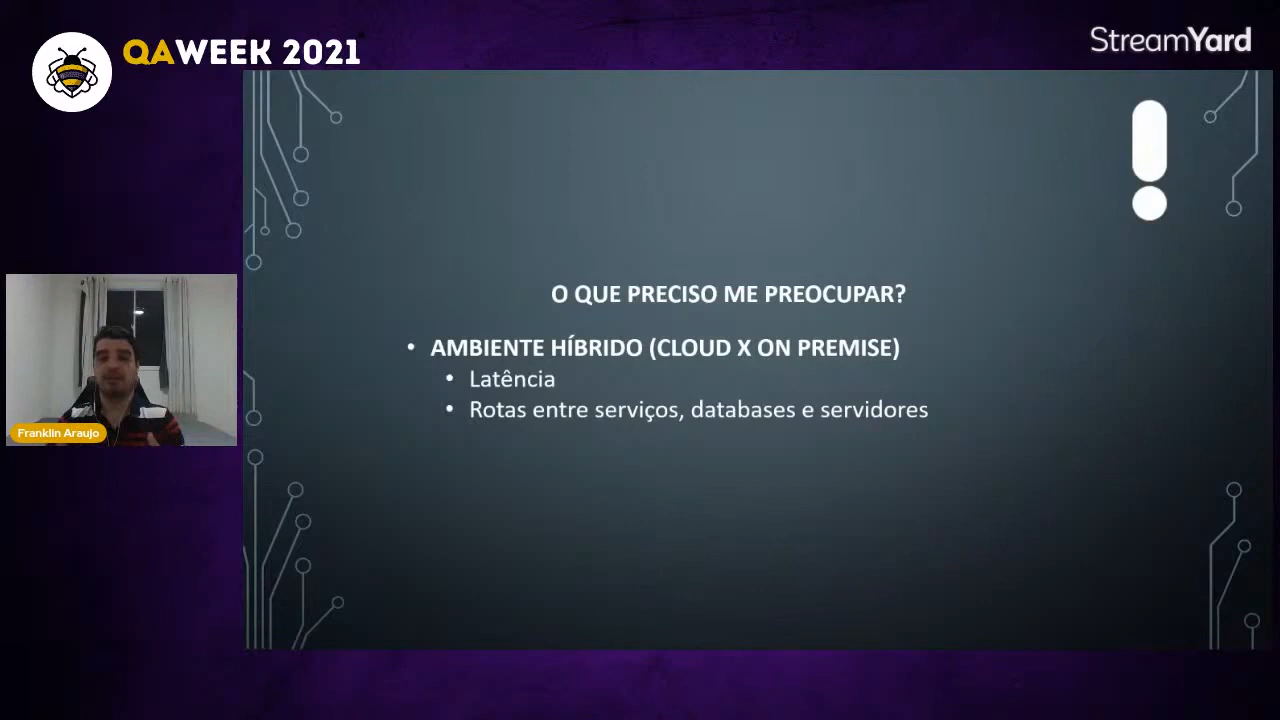 QAWEEK 2021
StreamYard
O QUE PRECISO ME PREOCUPAR?
• AMBIENTE HÍBRIDO (CLOUD X ON PREMISE)
• Latência
• Rotas entre serviços, databases e servidores
Franklin Araujo